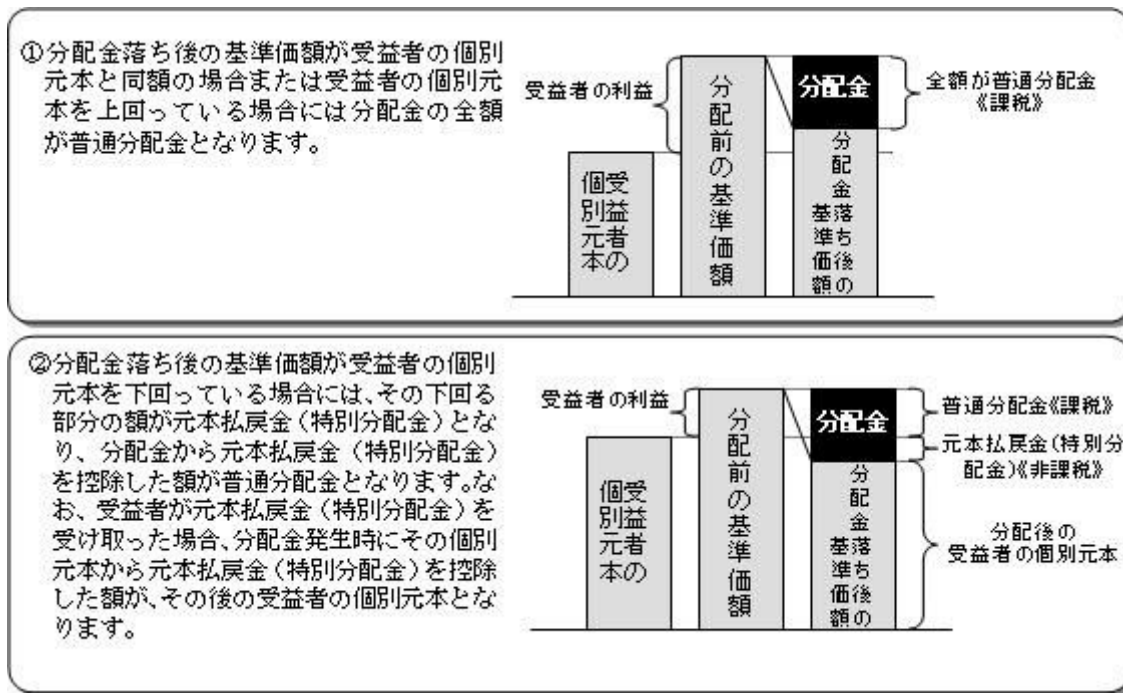 ①分配金落ち後の基準価額が受益者の個別
元本と同額の場合または受益者の個別元
本を上回っている場合には分配金の全額
が普通分配金となります。
受益者の利益
個別元本
受益者の
分配前の基準価額
分配金
分配金落ち後の
基準価額
全額が普通分配金
《課税》
②分配金落ち後の基準価額が受益者の個別
元本を下回っている場合には、その下回る
部分の額が元本払戻金(特別分配金)とな
り、分配金から元本払戻金(特別分配金)
を控除した額が普通分配金となります。な
お、受益者が元本払戻金(特別分配金)を
受け取った場合、分配金発生時にその個別
元本から元本払戻金(特別分配金)を控除
した額が、その後の受益者の個別元本とな
ります。
受益者の利益
受益者の
個別元本
分配前の基準価額
分配金
分配金落ち後の
基準価額
普通分配金《課税》
元本払戻金(特別分
配金)《非課税》
分配後の
受益者の個別元本